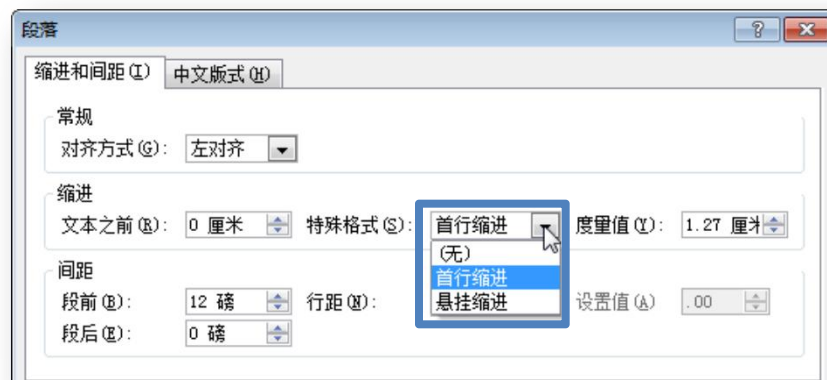 段落
缩进和间距(I) 中文版式(H)
常规
对齐方式(G): 左对齐
缩进
文本之前(R): 0 厘米 特殊格式(S): 首行缩进 度量值(Y): 1.27 厘
(无)
首行缩进
悬挂缩进
间距
段前(B): 12 磅 行距(N): 设置值(A) .00
段后(E): 0 磅